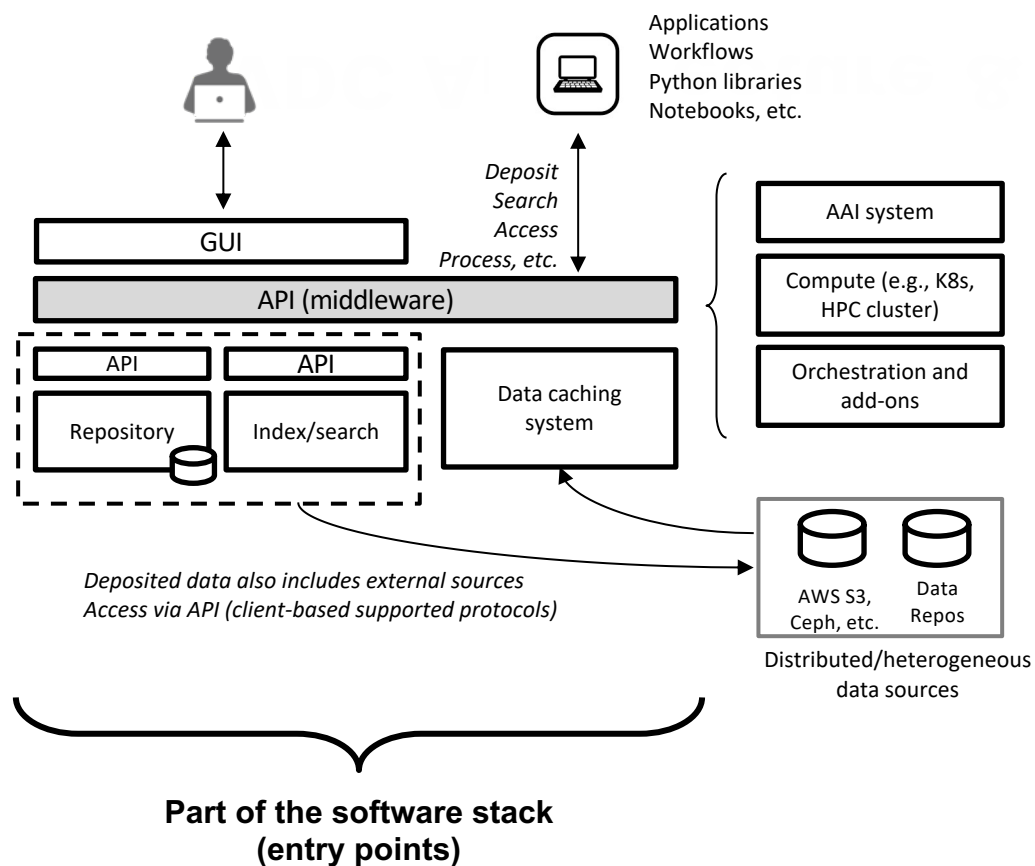 Applications
Workflows
Python libraries
Notebooks, etc.
Deposit
Search
Access
Process, etc.
GUI
API (middleware)
API
API
Repository
Index/search
Data caching
system
AAI system
Compute (e.g., K8s,
HPC cluster)
Orchestration and
add-ons
Deposited data also includes external sources
Access via API (client-based supported protocols)
AWS S3,
Ceph, etc.
Data
Repos
Distributed/heterogeneous
data sources
Part of the software stack
(entry points)